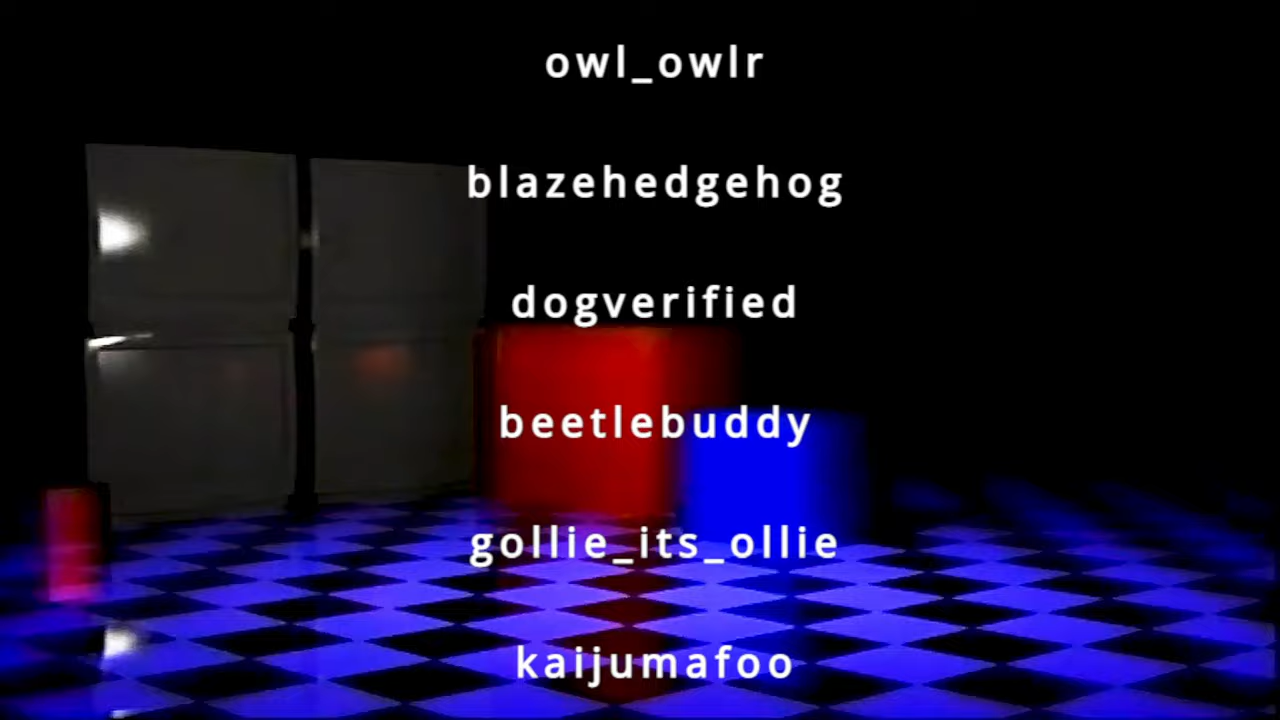 owl_owlr
blazehedgehog
dogverified
beetlebuddy
gollie_its_ollie
kaijumafoo